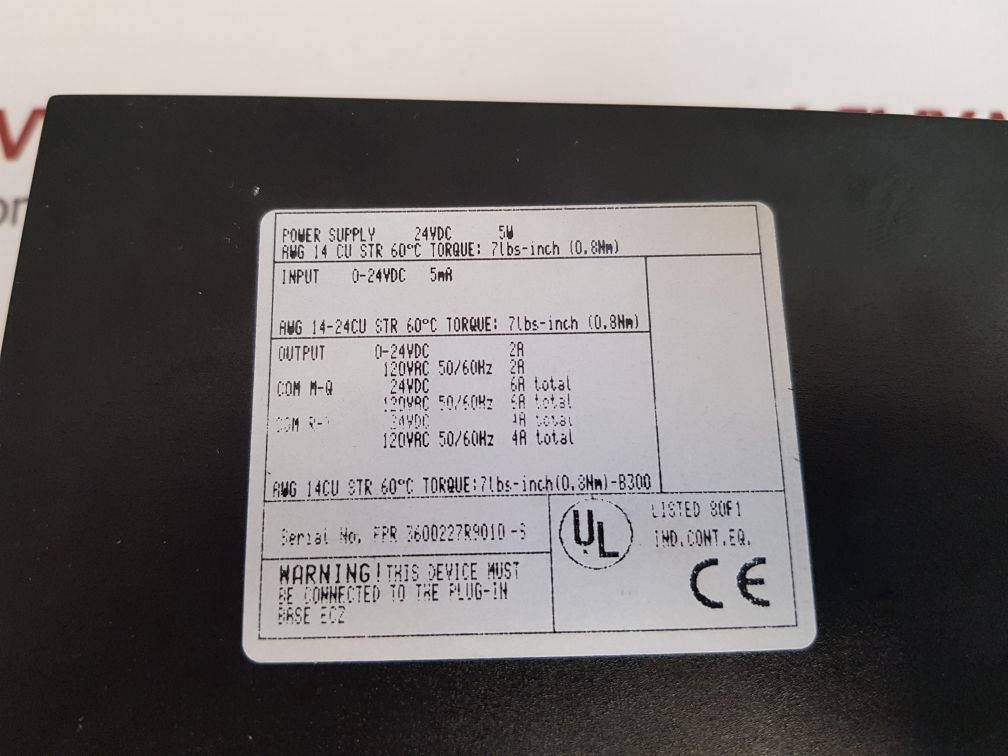 POWER SUPPLY 24VDC 5W
AWG 14 CU STR 60°C TORQUE: 7lbs-inch (0.8Nm)
INPUT 0-24VDC 5mA
AWG 14-24CU STR 60°C TORQUE: 7lbs-inch (0.8Nm)
OUTPUT 0-24VDC 2A
120VAC 50/60Hz 2A
COM M-Q 24VDC 6A total
120VAC 50/60Hz 6A total
COM 24VDC 4A total
120VAC 50/60Hz 4A total
AWG 14CU STR 60°C TORQUE:7lbs-inch(0.8Nm)-B300
Serial No. 3600227R9010 -S
WARNING! THIS DEVICE MUST
BE CONNECTED TO THE PLUG-IN
BASE ECZ
UL
LISTED 80F1
IND.CONT.EQ.
CE